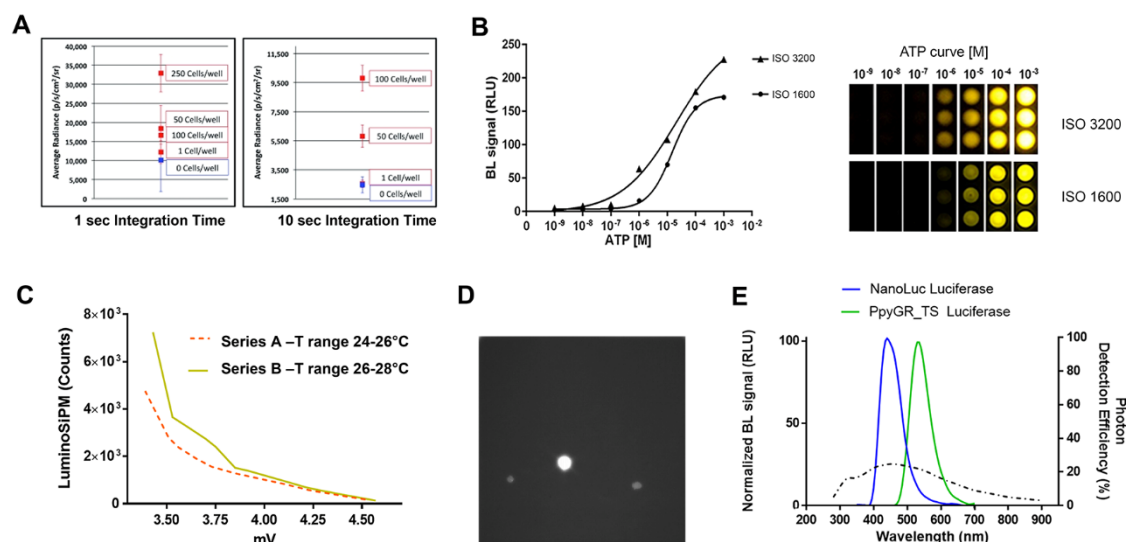 A
Average Radiance (p/s/cm²/sr)
40,000
35,000
30,000
25,000
20,000
15,000
10,000
5,000
0
250 Cells/well
50 Cells/well
100 Cells/well
1 Cell/well
0 Cells/well
1 sec Integration Time
Average Radiance (p/s/cm²/sr)
11,500
9,500
7,500
5,500
3,500
1,500
100 Cells/well
50 Cells/well
1 Cell/well
0 Cells/well
10 sec Integration Time
B
BL signal (RLU)
250
200
150
100
50
0
0 10⁻⁹ 10⁻⁸ 10⁻⁷ 10⁻⁶ 10⁻⁵ 10⁻⁴ 10⁻³ 10⁻²
ATP [M]
ISO 3200
ISO 1600
ATP curve [M]
10⁻⁹ 10⁻⁸ 10⁻⁷ 10⁻⁶ 10⁻⁵ 10⁻⁴ 10⁻³
ISO 3200
ISO 1600
C
LuminoSiPM (Counts)
8×10³
6×10³
4×10³
2×10³
0
Series A –T range 24-26°C
Series B –T range 26-28°C
3.50 3.75 4.00 4.25 4.50
mV
D
E
NanoLuc Luciferase
PpyGR_TS Luciferase
Normalized BL signal (RLU)
100
50
0
Photon
Detection Efficiency (%)
100
80
60
40
20
0
200 300 400 500 600 700 800 900
Wavelength (nm)